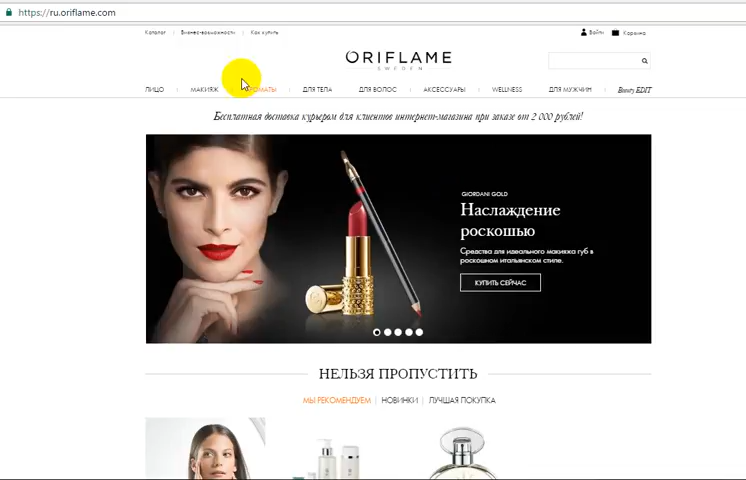 https://ru.oriflame.com
Каталог | Бизнес-возможности | Как купить
Войти Корзина
ORIFLAME
SWEDEN
ЛИЦО | МАКИЯЖ | АРОМАТЫ | ДЛЯ ТЕЛА | ДЛЯ ВОЛОС | АКСЕССУАРЫ | WELLNESS | ДЛЯ МУЖЧИН | Beauty EDIT
Бесплатная доставка курьером для клиентов интернет-магазина при заказе от 2 000 рублей!
GIORDANI GOLD
Наслаждение
роскошью
Средства для идеального макияжа губ в
роскошном итальянском стиле.
КУПИТЬ СЕЙЧАС
НЕЛЬЗЯ ПРОПУСТИТЬ
МЫ РЕКОМЕНДУЕМ | НОВИНКИ | ЛУЧШАЯ ПОКУПКА